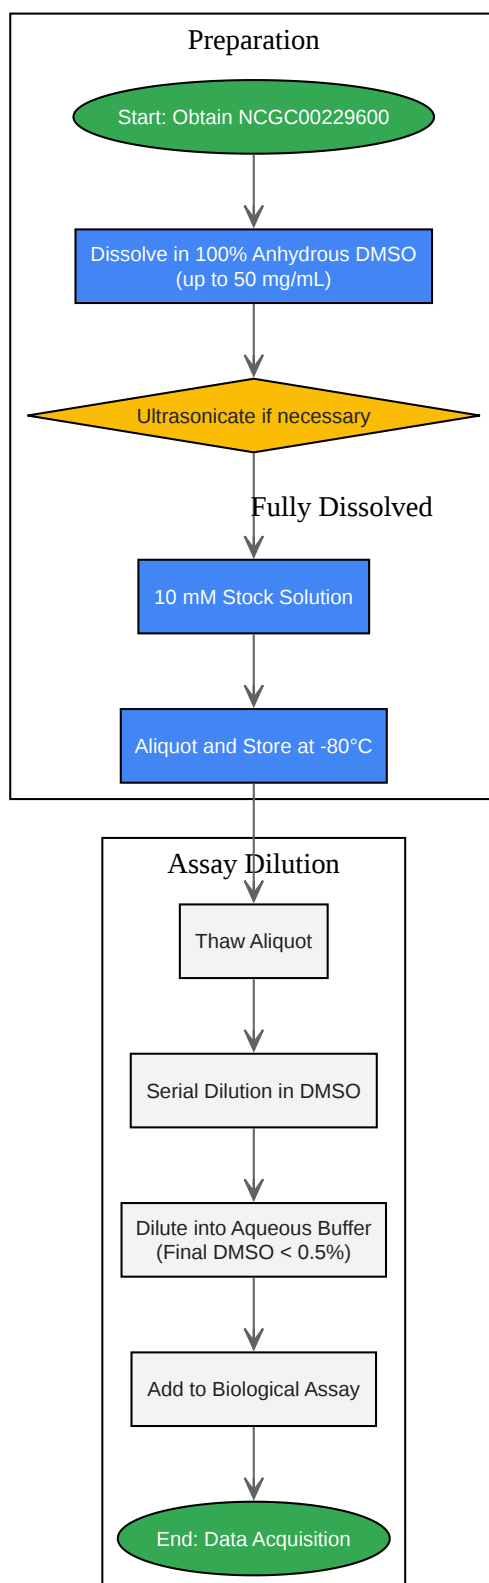 Preparation
Start: Obtain NCGC00229600
Dissolve in 100% Anhydrous DMSO
(up to 50 mg/mL)
Ultrasonicate if necessary
Fully Dissolved
10 mM Stock Solution
Aliquot and Store at -80°C
Assay Dilution
Thaw Aliquot
Serial Dilution in DMSO
Dilute into Aqueous Buffer
(Final DMSO < 0.5%)
Add to Biological Assay
End: Data Acquisition